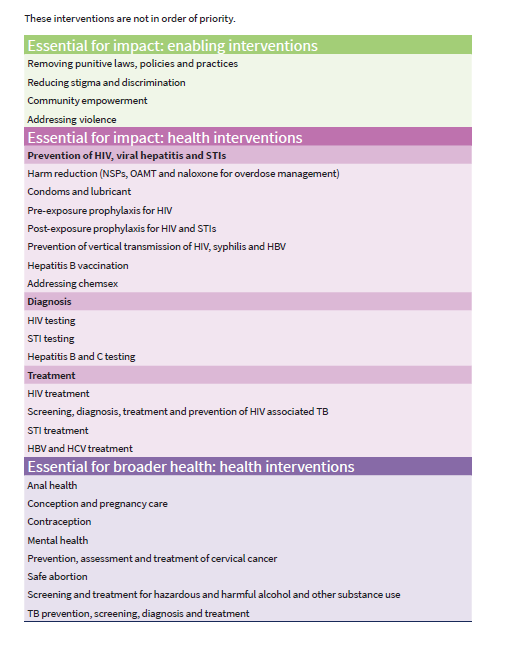 These interventions are not in order of priority.
Essential for impact: enabling interventions
Removing punitive laws, policies and practices
Reducing stigma and discrimination
Community empowerment
Addressing violence
Essential for impact: health interventions
Prevention of HIV, viral hepatitis and STIs
Harm reduction (NSPs, OAMT and naloxone for overdose management)
Condoms and lubricant
Pre-exposure prophylaxis for HIV
Post-exposure prophylaxis for HIV and STIs
Prevention of vertical transmission of HIV, syphilis and HBV
Hepatitis B vaccination
Addressing chemsex
Diagnosis
HIV testing
STI testing
Hepatitis B and C testing
Treatment
HIV treatment
Screening, diagnosis, treatment and prevention of HIV associated TB
STI treatment
HBV and HCV treatment
Essential for broader health: health interventions
Anal health
Conception and pregnancy care
Contraception
Mental health
Prevention, assessment and treatment of cervical cancer
Safe abortion
Screening and treatment for hazardous and harmful alcohol and other substance use
TB prevention, screening, diagnosis and treatment